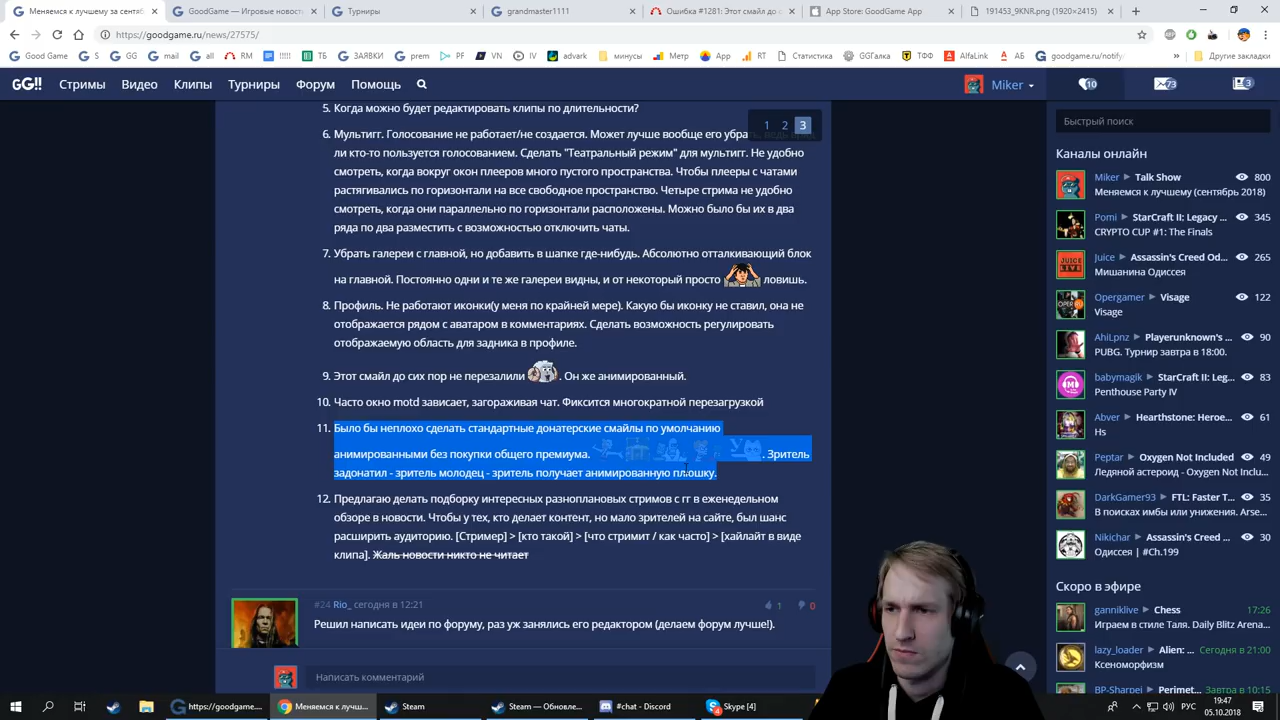 Меняемся к лучшему в сентя
GoodGame — Игровые новост
Турниры
grandmaster1111
Ошибка #1281: Этот смайл до с
App Store: GoodGame App
191453_9KNR.png (1920×2415)
https://goodgame.ru/news/27575/
Good Game
S
GG
mail
all
RM
!!!!!
ТБ
ЗАЯВКИ
prem
PF
VN
IV
advark
минусы
Метр
App
RT
Статистика
GGГалка
ТФФ
AlfaLink
АБ
goodgame.ru/notify
Другие закладки
GG!!
Стримы
Видео
Клипы
Турниры
Форум
Помощь
Miker
10
73
3
1 2 3
5. Когда можно будет редактировать клипы по длительности?
6. Мультигг. Голосование не работает/не создается. Может лучше вообще его убрать,
ли кто-то пользуется голосованием. Сделать "Театральный режим" для мультигг. Не удобно
смотреть, когда вокруг окон плееров много пустого пространства. Чтобы плееры с чатами
растягивались по горизонтали на все свободное пространство. Четыре стрима не удобно
смотреть, когда они параллельно по горизонтали расположены. Можно было бы их в два
ряда по два разместить с возможностью отключить чаты.
7. Убрать галереи с главной, но добавить в шапке где-нибудь. Абсолютно отталкивающий блок
на главной. Постоянно одни и те же галереи видны, и от некоторый просто ловишь.
8. Профиль. Не работают иконки(у меня по крайней мере). Какую бы иконку не ставил, она не
отображается рядом с аватаром в комментариях. Сделать возможность регулировать
отображаемую область для задника в профиле.
9. Этот смайл до сих пор не перезалили . Он же анимированный.
10. Часто окно motd зависает, загораживая чат. Фиксится многократной перезагрузкой
11. Было бы неплохо сделать стандартные донатерские смайлы по умолчанию
анимированными без покупки общего премиума. . Зритель
задонатил - зритель молодец - зритель получает анимированную плюшку.
12. Предлагаю делать подборку интересных разноплановых стримов с гг в еженедельном
обзоре в новости. Чтобы у тех, кто делает контент, но мало зрителей на сайте, был шанс
расширить аудиторию. [Стример] > [кто такой] > [что стримит / как часто] > [хайлайт в виде
клипа]. Жаль новости никто не читает
#24 Rio_ сегодня в 12:21
1
0
Решил написать идеи по форуму, раз уж занялись его редактором (делаем форум лучше!).
Написать комментарий
Быстрый поиск
Каналы онлайн
Miker Talk Show 800
Меняемся к лучшему (сентябрь 2018)
Pomi StarCraft II: Legacy ... 345
CRYPTO CUP #1: The Finals
Juice Assassin's Creed Od... 265
Мишанина Одиссея
Opergamer Visage 122
Visage
AhiLpnz Playerunknown's ... 90
PUBG. Турнир завтра в 18:00.
babymagik StarCraft II: Leg... 83
Penthouse Party IV
Abver Hearthstone: Heroe... 61
Hs
Pelmen Oxygen Not Included 49
Ледяной астероид - Oxygen Not Inclu...
DarkGamer93 FTL: Faster T... 35
В поисках имбы или унижения. Arse...
Nikichar Assassin's Creed ... 30
Одиссея | #Ch.199
Скоро в эфире
ganniklive Chess 17:26
Играем в стиле Таля. Daily Blitz Arena...
lazy_loader Alien: ... Сегодня в 21:00
Ксеноморфизм
BP-Sharpei Perimet... Завтра в 10:15
https://goodgame....
Меняемся к лучш...
Steam
Steam — Обновле...
#chat - Discord
Skype [4]
РУС
19:47
05.10.2018